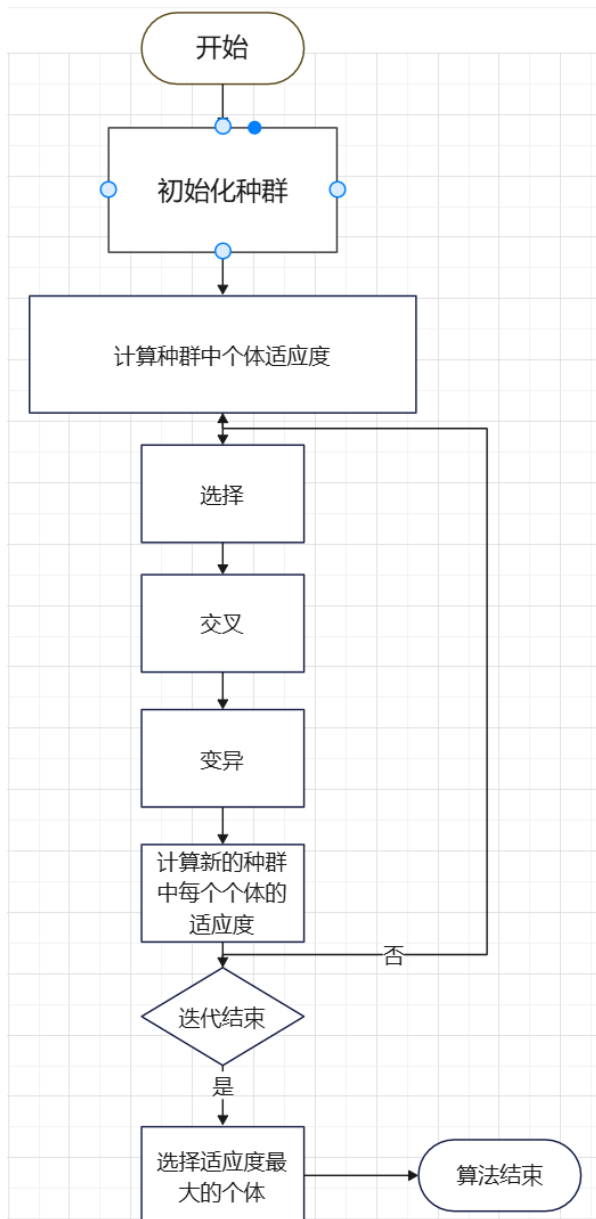 开始
初始化种群
计算种群中个体适应度
选择
交叉
变异
计算新的种群
中每个个体的
适应度
否
迭代结束
是
选择适应度最
大的个体
算法结束